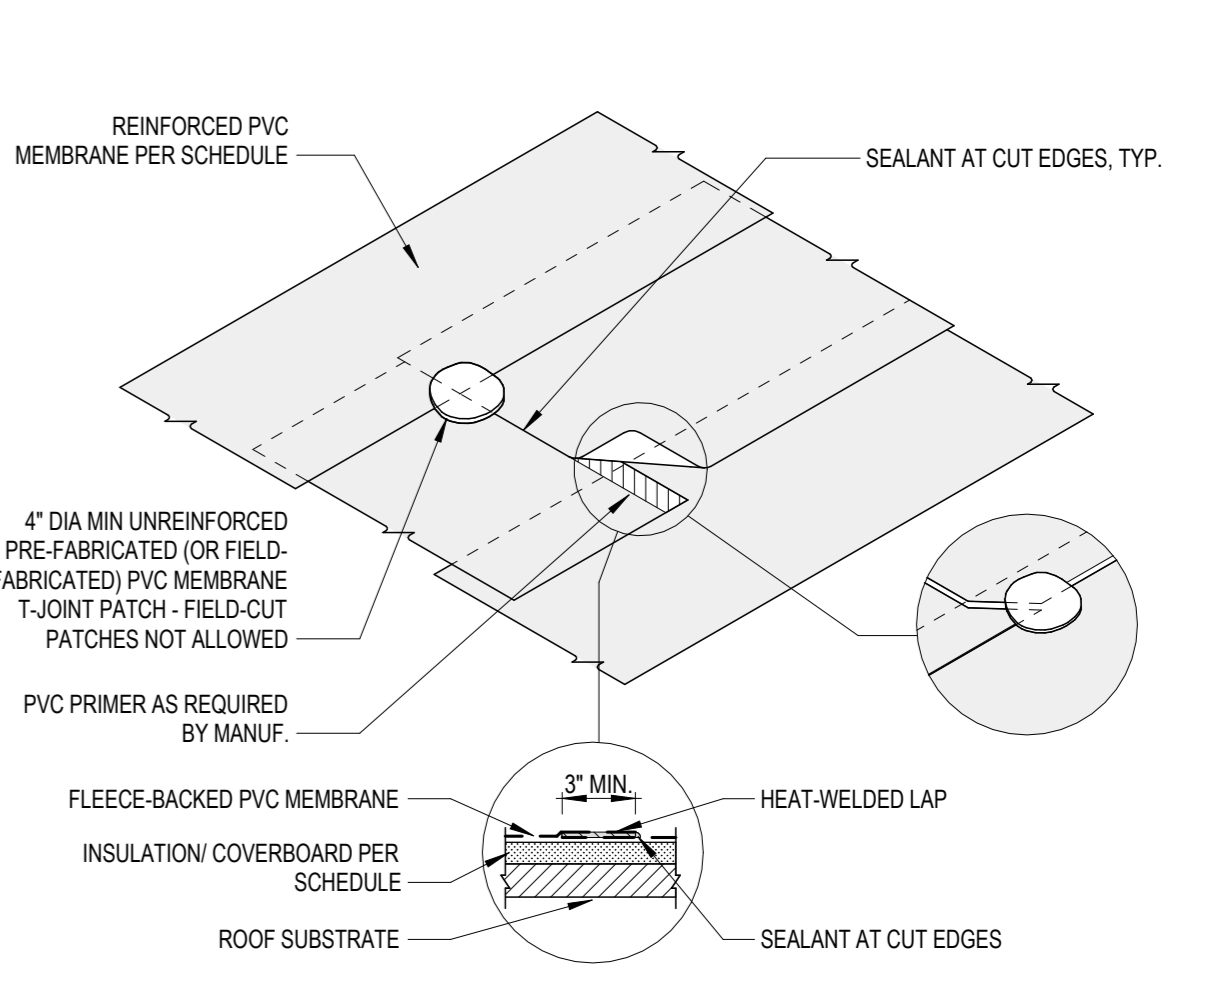 REINFORCED PVC
MEMBRANE PER SCHEDULE
SEALANT AT CUT EDGES, TYP.
4" DIA MIN UNREINFORCED
PRE-FABRICATED (OR FIELD-
FABRICATED) PVC MEMBRANE
T-JOINT PATCH - FIELD-CUT
PATCHES NOT ALLOWED
PVC PRIMER AS REQUIRED
BY MANUF.
3" MIN.
FLEECE-BACKED PVC MEMBRANE
HEAT-WELDED LAP
INSULATION/ COVERBOARD PER
SCHEDULE
ROOF SUBSTRATE
SEALANT AT CUT EDGES